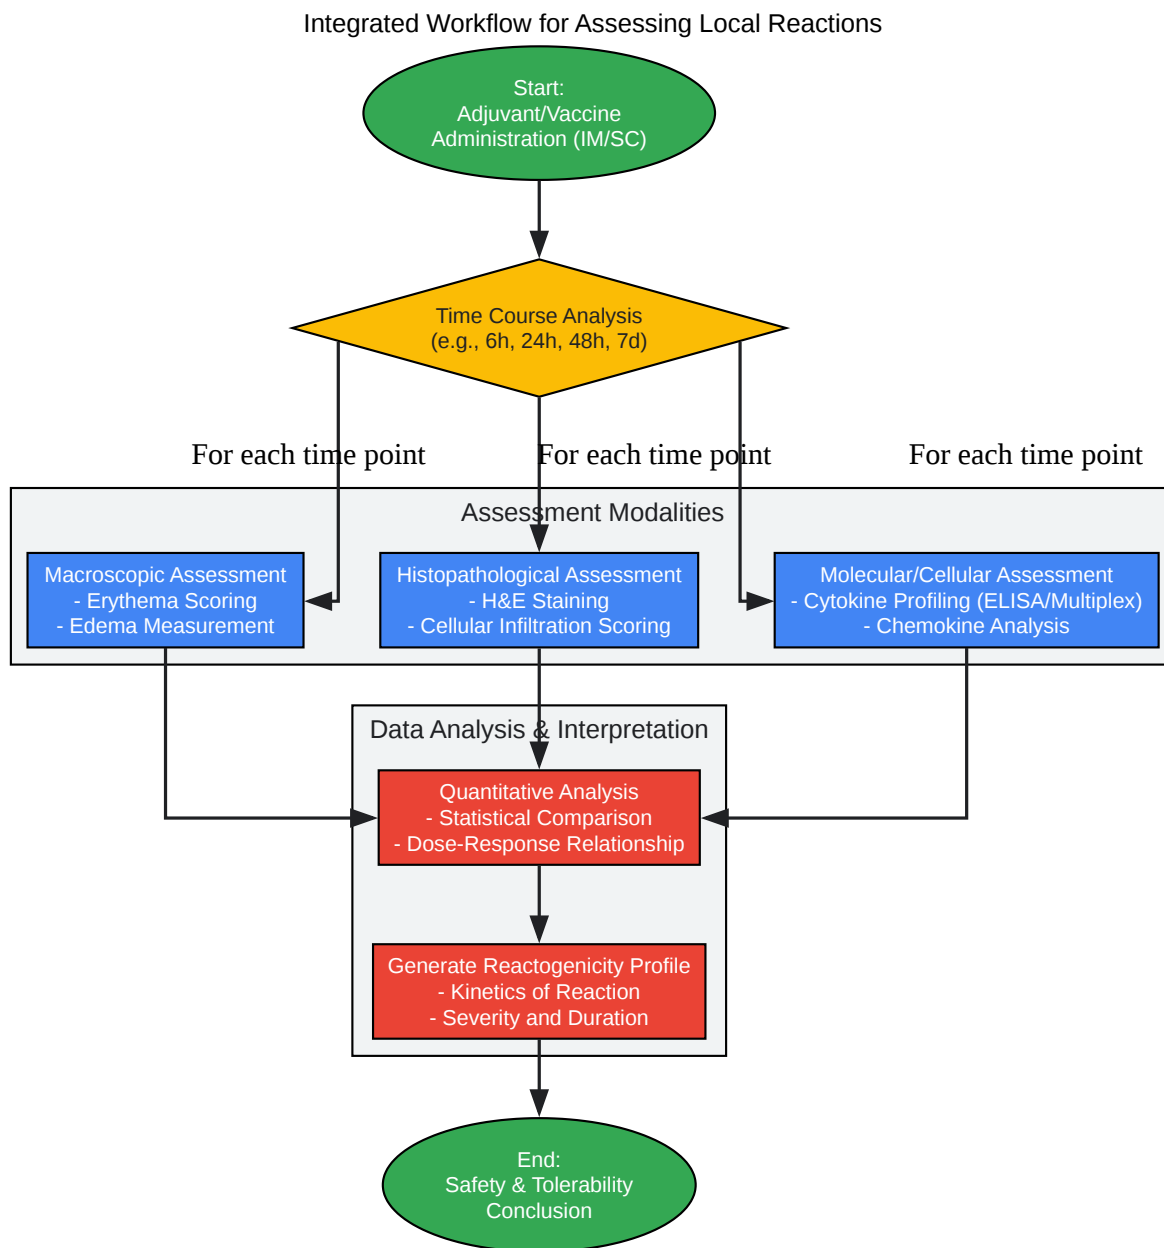 Integrated Workflow for Assessing Local Reactions
Start:
Adjuvant/Vaccine
Administration (IM/SC)
Time Course Analysis
(e.g., 6h, 24h, 48h, 7d)
For each time point
For each time point
For each time point
Assessment Modalities
Macroscopic Assessment
- Erythema Scoring
- Edema Measurement
Histopathological Assessment
- H&E Staining
- Cellular Infiltration Scoring
Molecular/Cellular Assessment
- Cytokine Profiling (ELISA/Multiplex)
- Chemokine Analysis
Data Analysis & Interpretation
Quantitative Analysis
- Statistical Comparison
- Dose-Response Relationship
Generate Reactogenicity Profile
- Kinetics of Reaction
- Severity and Duration
End:
Safety & Tolerability
Conclusion